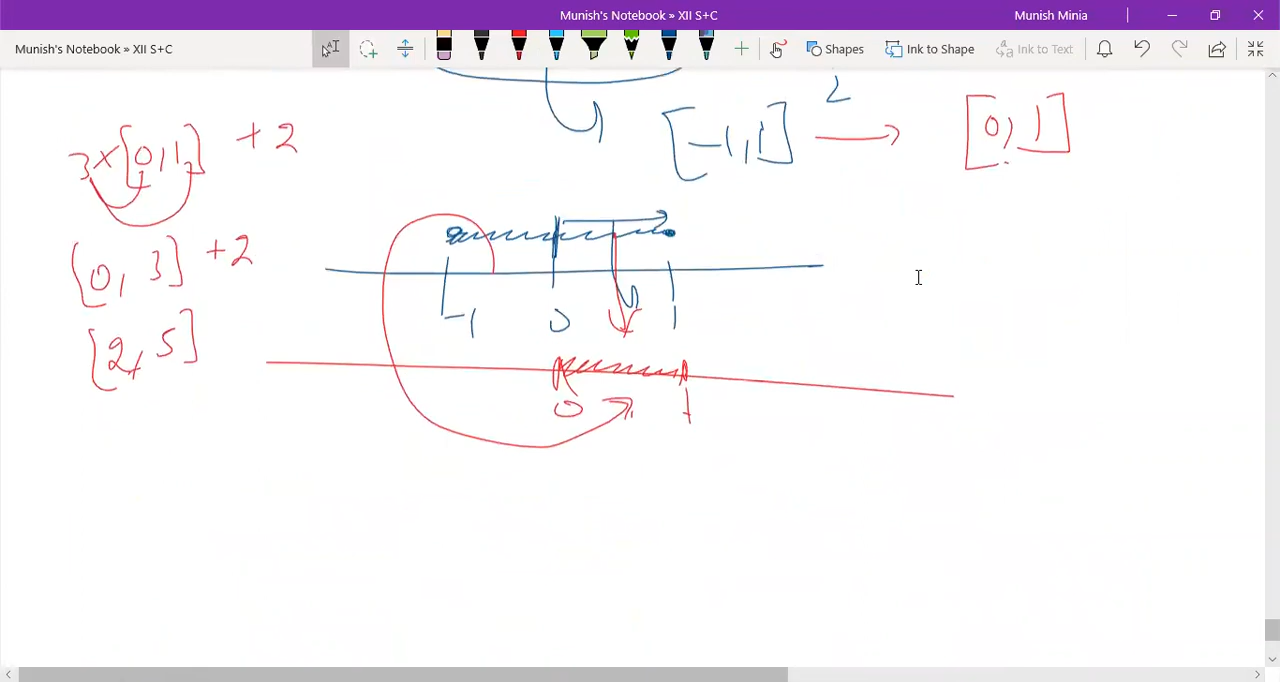 Munish's Notebook » XII S+C
Munish Minia
Munish's Notebook » XII S+C
Shapes
Ink to Shape
Ink to Text
2
[-1, 1] → [0, 1]
3×[0, 1] + 2
[0, 3] + 2
[2, 5]
-1 0 1
0 1